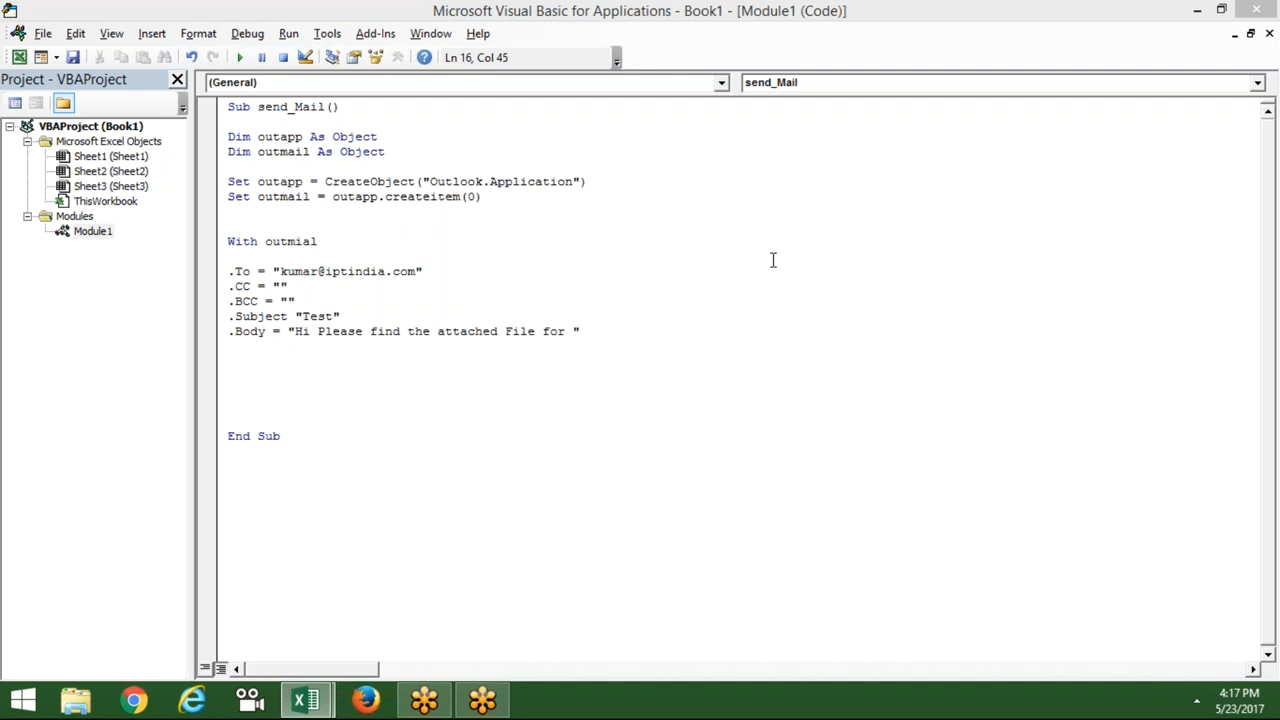 Microsoft Visual Basic for Applications - Book1 - [Module1 (Code)]
File Edit View Insert Format Debug Run Tools Add-Ins Window Help
Ln 16, Col 45
Project - VBAProject
(General)
send_Mail
VBAProject (Book1)
Microsoft Excel Objects
Sheet1 (Sheet1)
Sheet2 (Sheet2)
Sheet3 (Sheet3)
ThisWorkbook
Modules
Module1
Sub send_Mail()
Dim outapp As Object
Dim outmail As Object
Set outapp = CreateObject("Outlook.Application")
Set outmail = outapp.createitem(0)
With outmial
.To = "kumar@iptindia.com"
.CC = ""
.BCC = ""
.Subject "Test"
.Body = "Hi Please find the attached File for "
End Sub
4:17 PM
5/23/2017